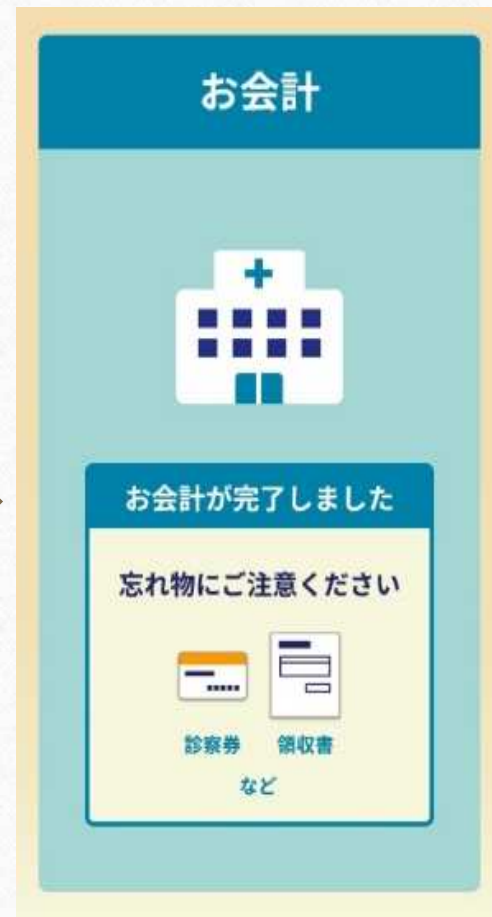 お会計
お会計が完了しました
忘れ物にご注意ください
診察券 領収書
など